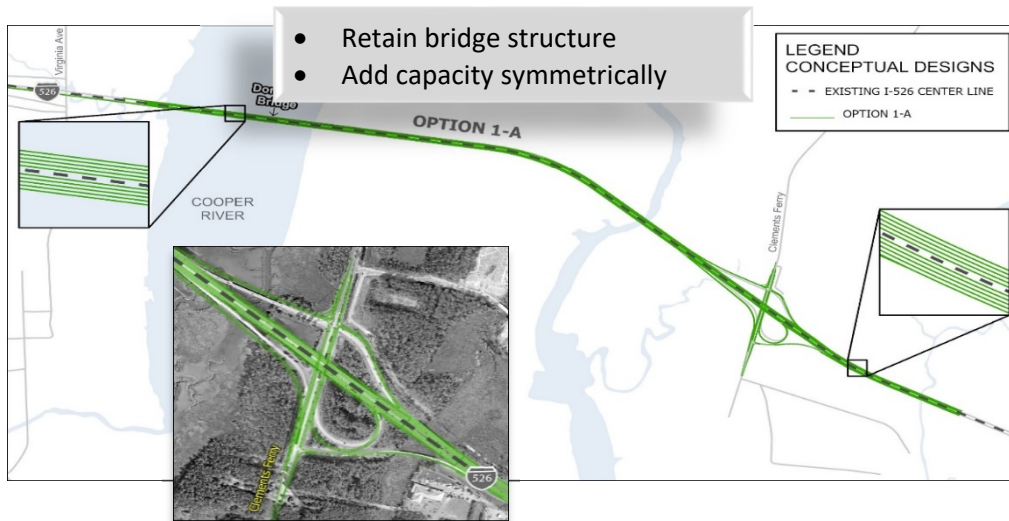 • Retain bridge structure
• Add capacity symmetrically
Virginia Ave
526
Bridge
OPTION 1-A
LEGEND
CONCEPTUAL DESIGNS
EXISTING I-526 CENTER LINE
OPTION 1-A
COOPER
RIVER
Clements Ferry
Clements Ferry
526